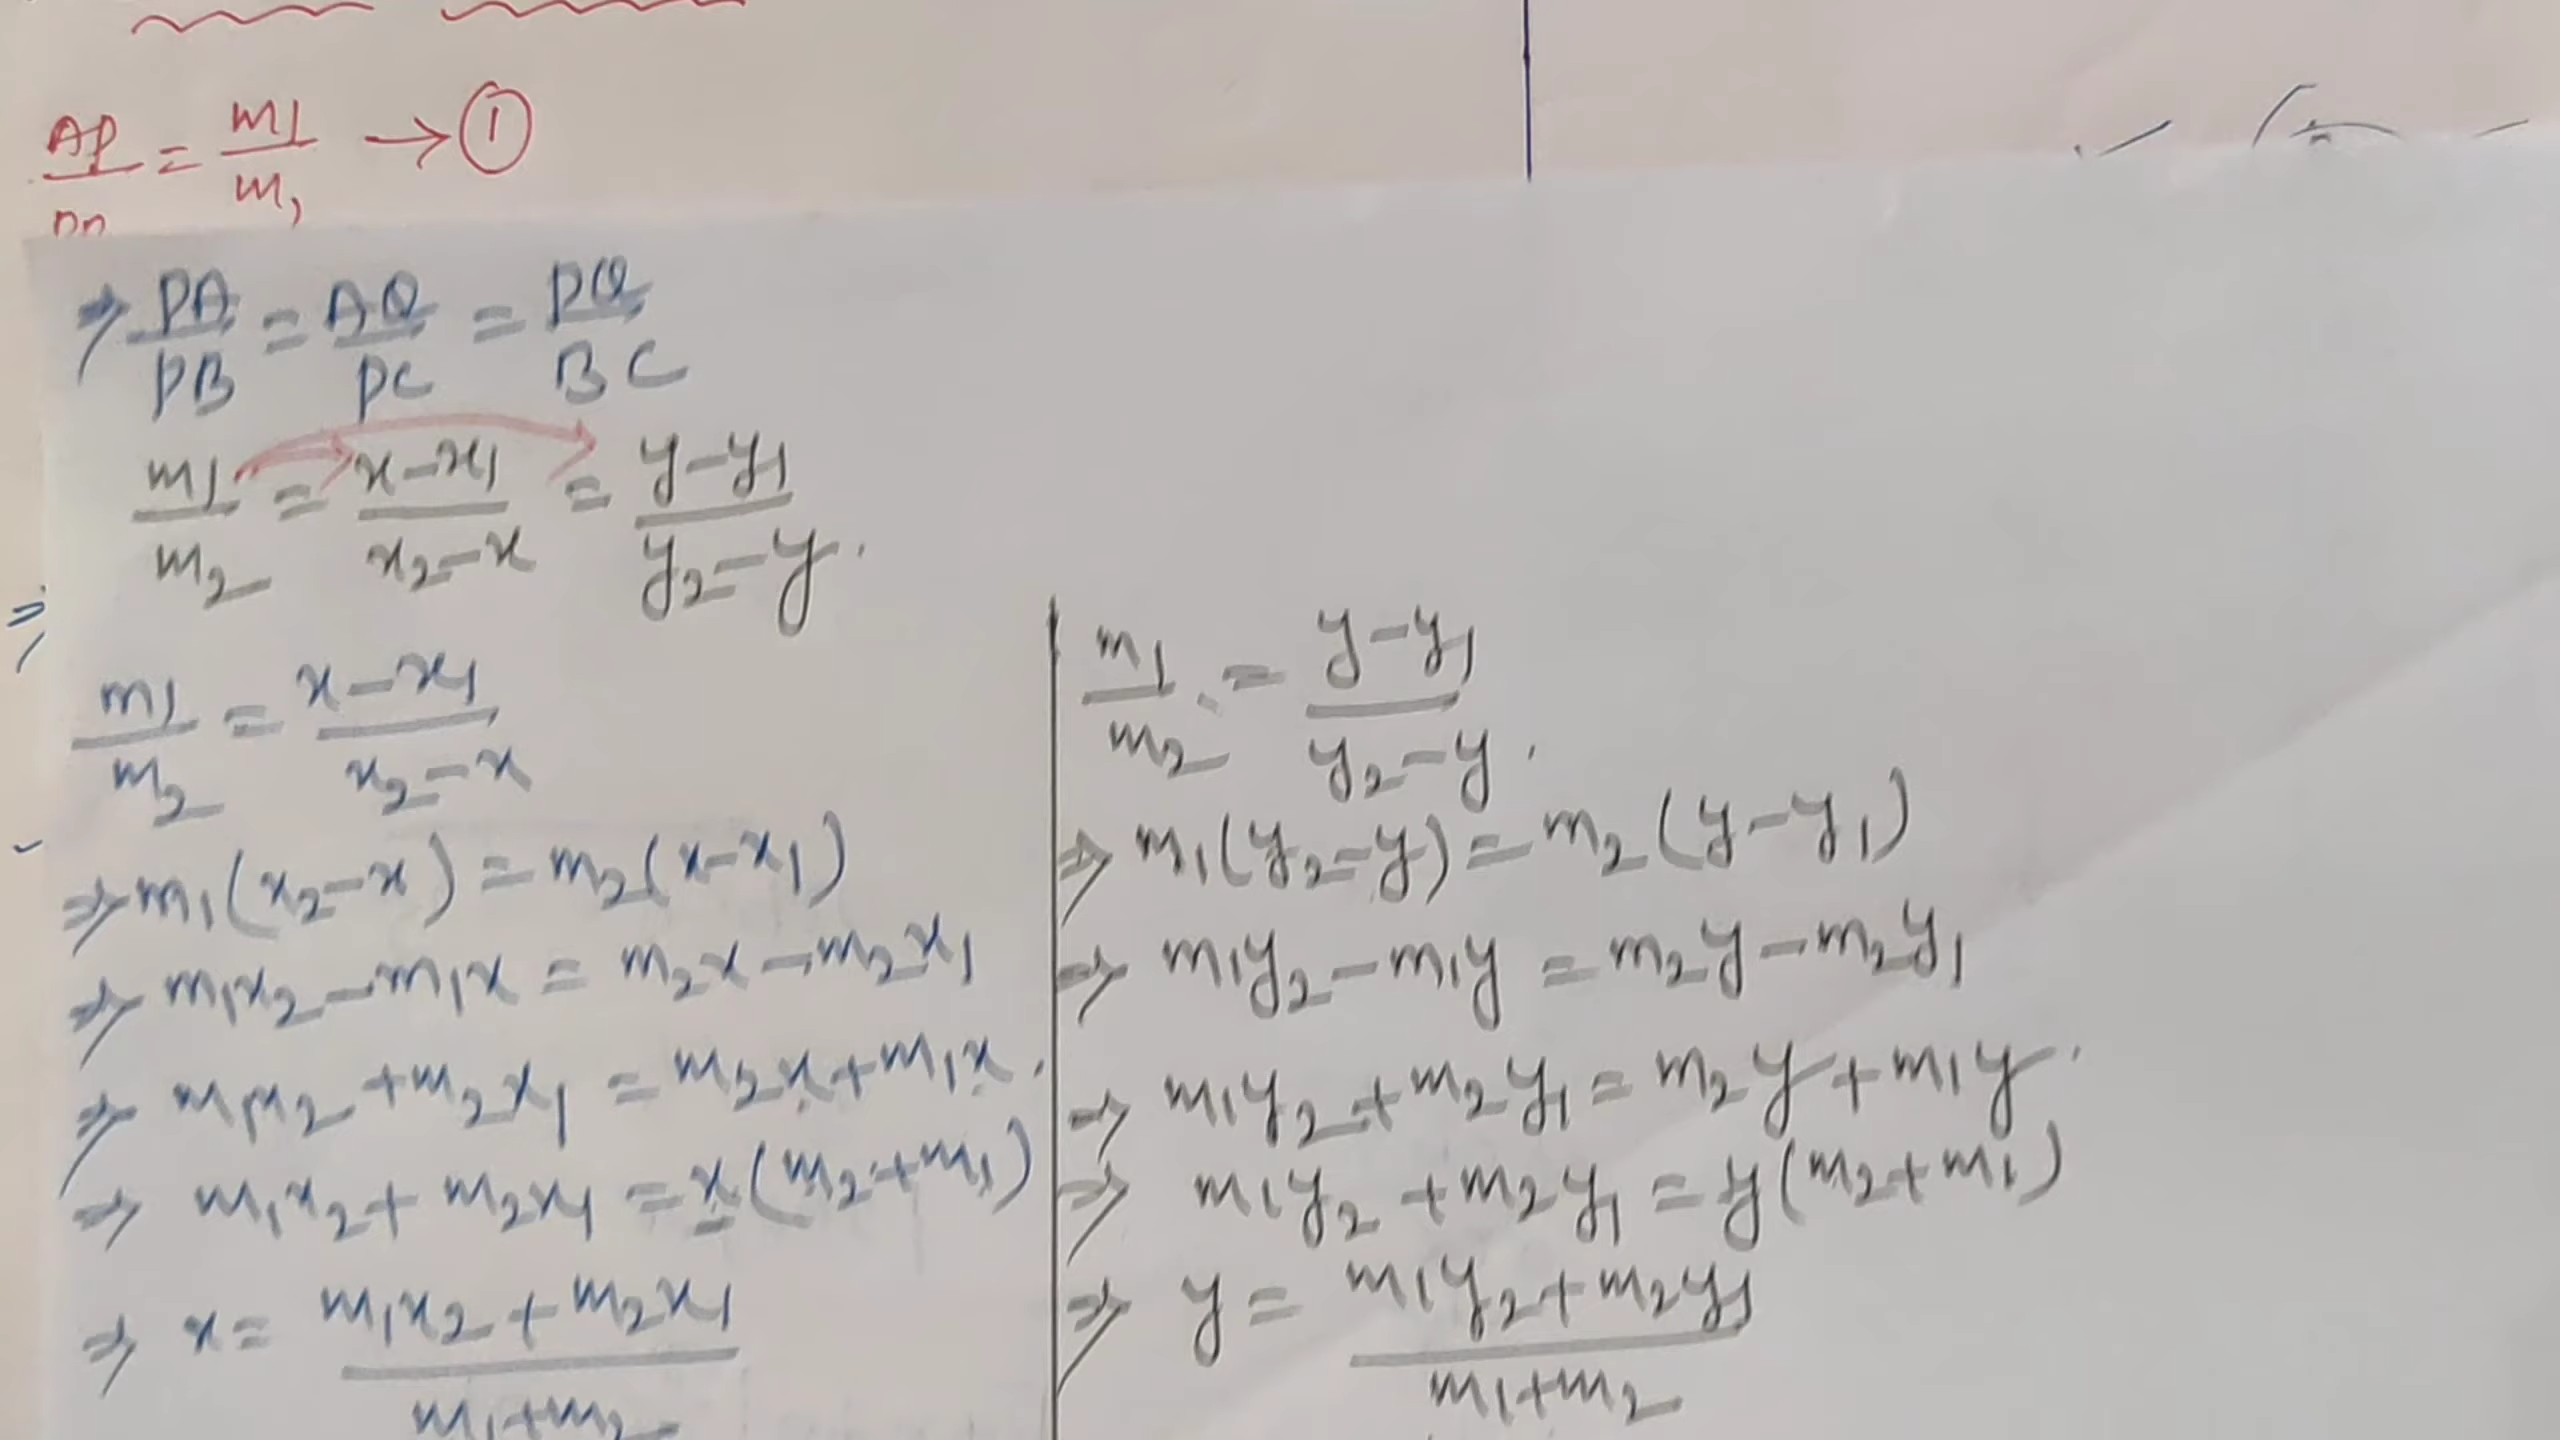 AP/ = m1/m, → ①
⇒ PA/PB = AQ/PC = PQ/BC
m1/m2 = x-x1/x2-x = y-y1/y2-y.
m1/m2 = x-x1/x2-x
⇒ m1(x2-x) = m2(x-x1)
⇒ m1x2-m1x = m2x-m2x1
⇒ m1x2+m2x1 = m2x+m1x.
⇒ m1x2+m2x1 = x(m2+m1)
⇒ x = m1x2+m2x1/m1+m2
m1/m2 = y-y1/y2-y.
⇒ m1(y2-y) = m2(y-y1)
⇒ m1y2-m1y = m2y-m2y1
⇒ m1y2+m2y1 = m2y+m1y.
⇒ m1y2+m2y1 = y(m2+m1)
⇒ y = m1y2+m2y1/m1+m2